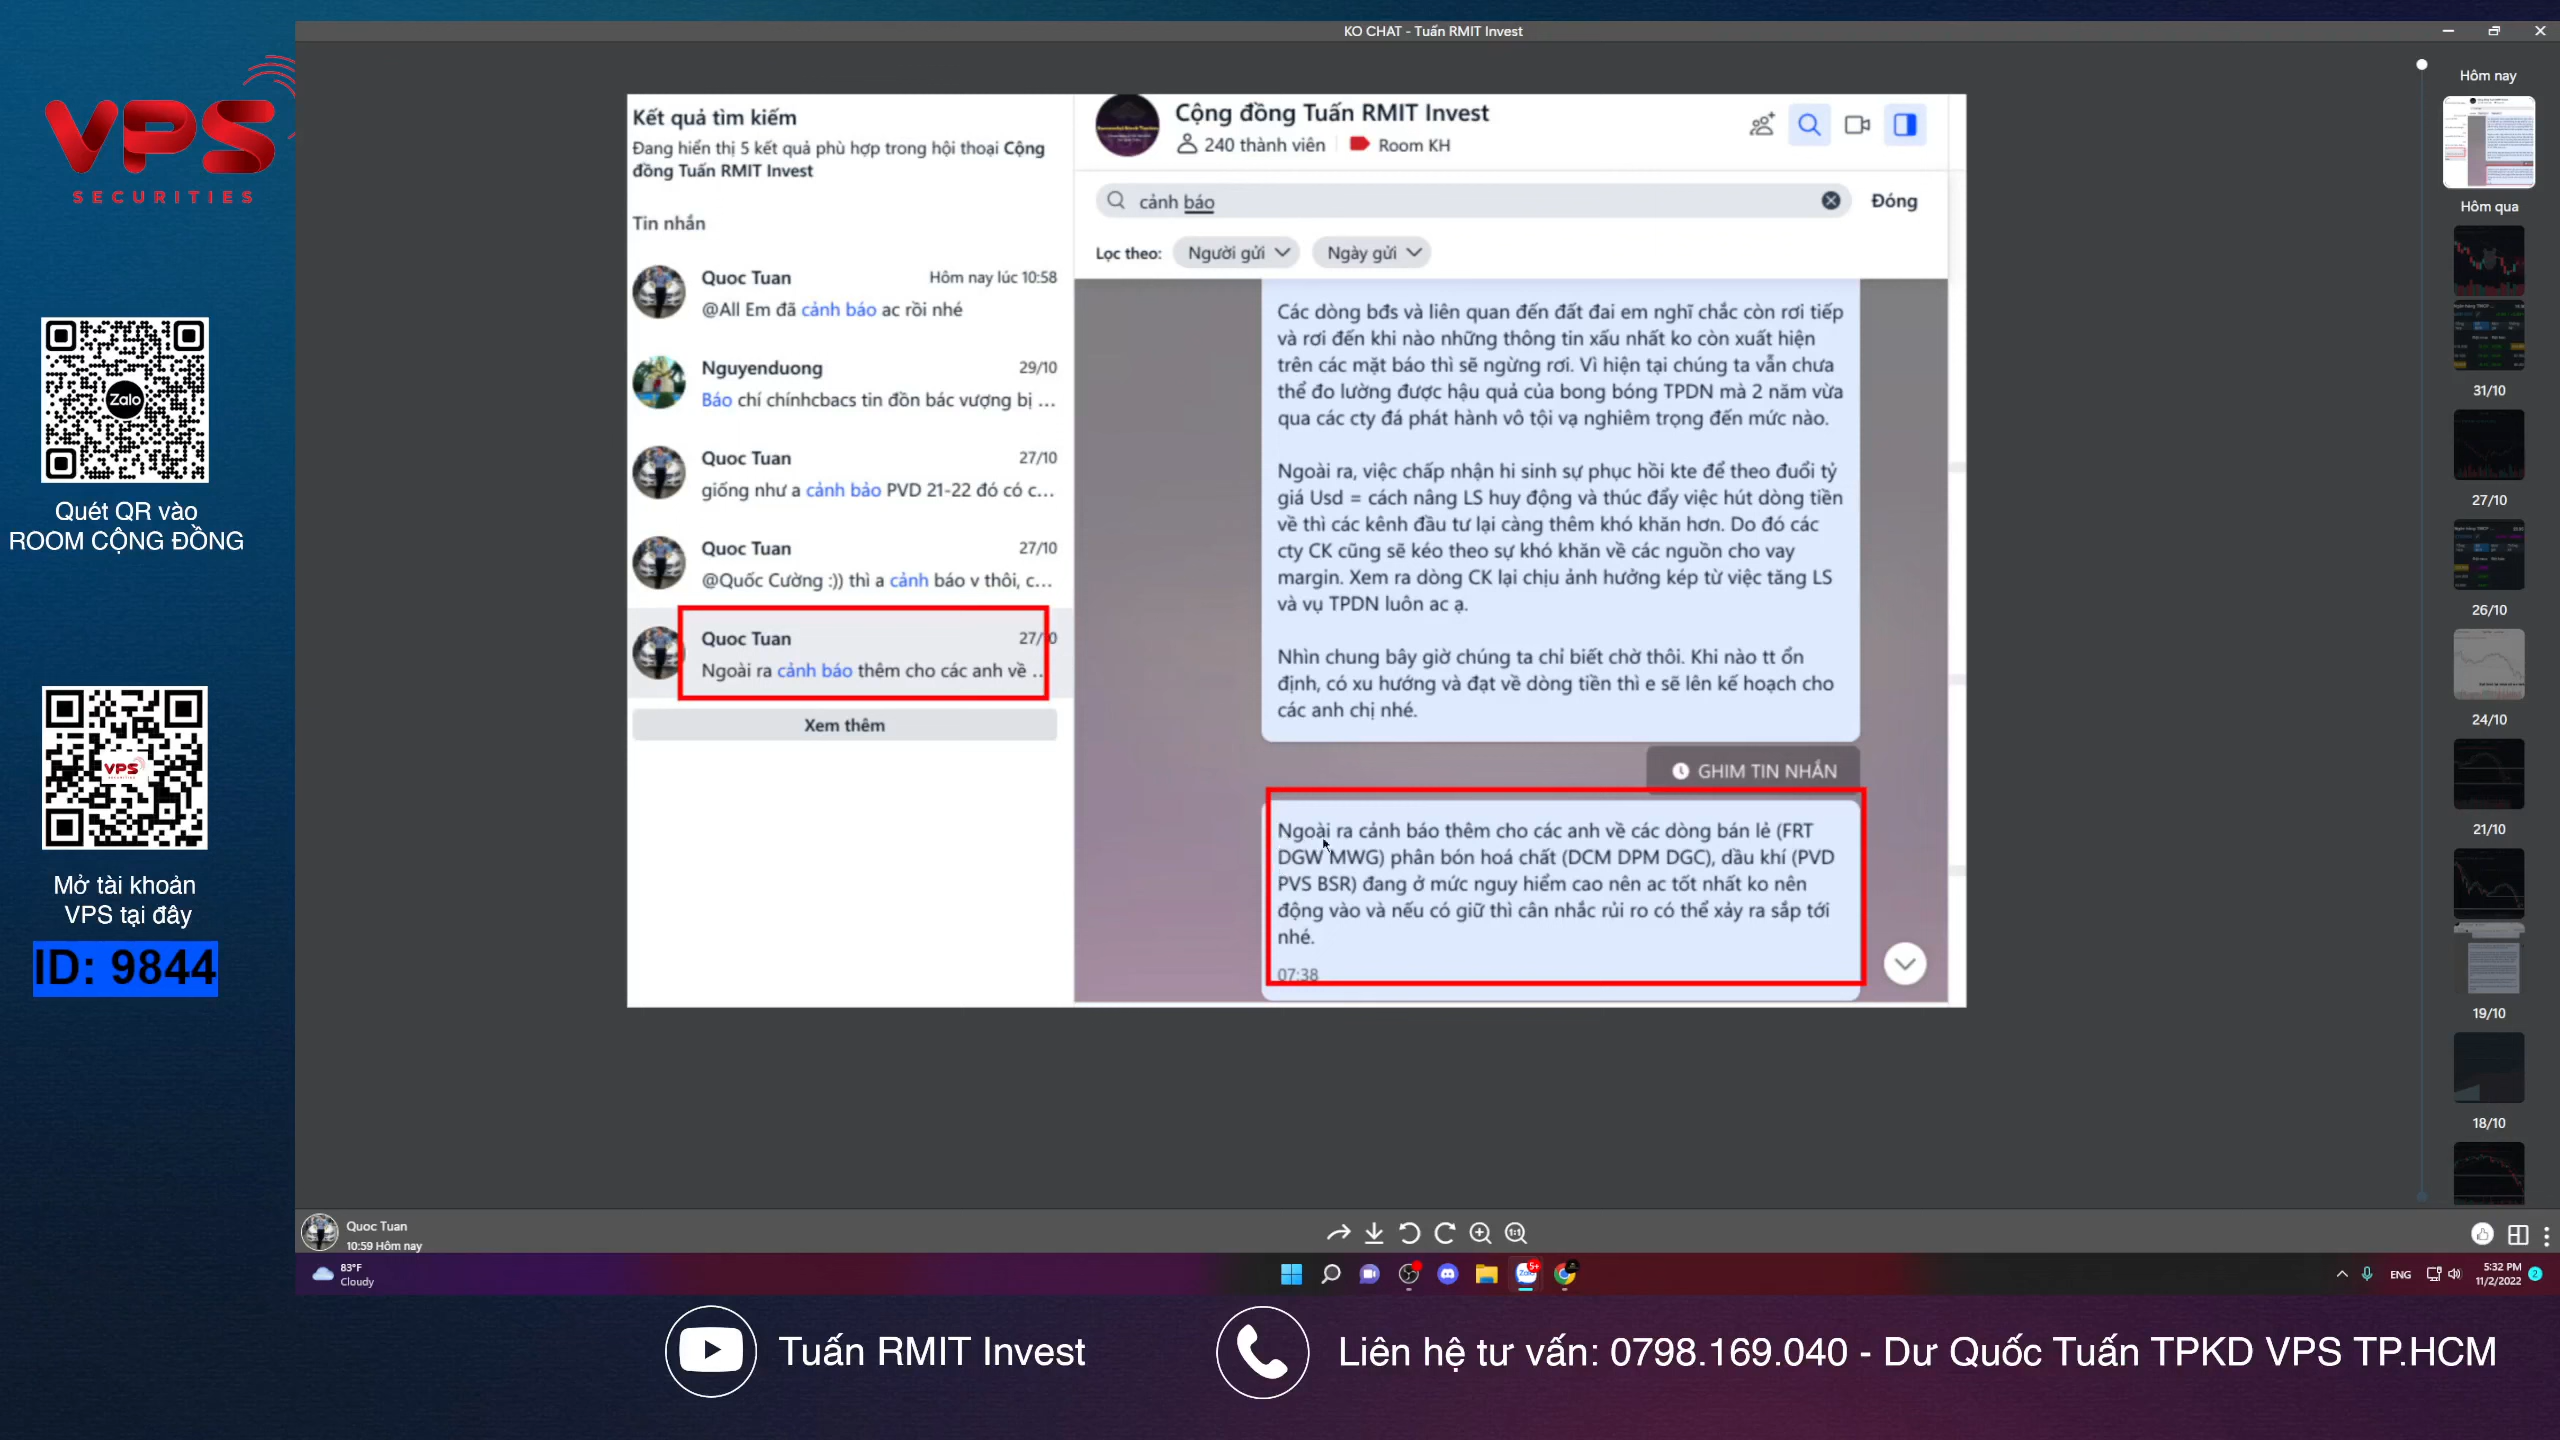 KO CHAT - Tuấn RMIT Invest
VPS
SECURITIES
Zalo
Quét QR vào
ROOM CỘNG ĐỒNG
VPS
Mở tài khoản
VPS tại đây
ID: 9844
Kết quả tìm kiếm
Đang hiển thị 5 kết quả phù hợp trong hội thoại Cộng
đồng Tuấn RMIT Invest
Tin nhắn
Quoc Tuan
Hôm nay lúc 10:58
@All Em đã cảnh báo ac rồi nhé
Nguyenduong
29/10
Báo chí chínhcbacs tin đồn bác vượng bị ...
Quoc Tuan
27/10
giống như a cảnh bảo PVD 21-22 đó có c...
Quoc Tuan
27/10
@Quốc Cường :)) thì a cảnh báo v thôi, c...
Quoc Tuan
27/10
Ngoài ra cảnh báo thêm cho các anh về ...
Xem thêm
Cộng đồng Tuấn RMIT Invest
240 thành viên
Room KH
cảnh báo
Đóng
Lọc theo:
Người gửi
Ngày gửi
Các dòng bđs và liên quan đến đất đai em nghĩ chắc còn rơi tiếp
và rơi đến khi nào những thông tin xấu nhất ko còn xuất hiện
trên các mặt báo thì sẽ ngừng rơi. Vì hiện tại chúng ta vẫn chưa
thể đo lường được hậu quả của bong bóng TPDN mà 2 năm vừa
qua các cty đá phát hành vô tội vạ nghiêm trọng đến mức nào.
Ngoài ra, việc chấp nhận hi sinh sự phục hồi kte để theo đuổi tỷ
giá Usd = cách nâng LS huy động và thúc đẩy việc hút dòng tiền
về thì các kênh đầu tư lại càng thêm khó khăn hơn. Do đó các
cty CK cũng sẽ kéo theo sự khó khăn về các nguồn cho vay
margin. Xem ra dòng CK lại chịu ảnh hưởng kép từ việc tăng LS
và vụ TPDN luôn ac ạ.
Nhìn chung bây giờ chúng ta chỉ biết chờ thôi. Khi nào tt ổn
định, có xu hướng và đạt về dòng tiền thì e sẽ lên kế hoạch cho
các anh chị nhé.
GHIM TIN NHẮN
Ngoài ra cảnh báo thêm cho các anh về các dòng bán lẻ (FRT
DGW MWG) phân bón hoá chất (DCM DPM DGC), dầu khí (PVD
PVS BSR) đang ở mức nguy hiểm cao nên ac tốt nhất ko nên
động vào và nếu có giữ thì cân nhắc rủi ro có thể xảy ra sắp tới
nhé.
07:38
Hôm nay
Hôm qua
31/10
27/10
26/10
24/10
21/10
19/10
18/10
Quoc Tuan
10:59 Hôm nay
83°F
Cloudy
5+
ENG
5:32 PM
11/2/2022
2
Tuấn RMIT Invest
Liên hệ tư vấn: 0798.169.040 - Dư Quốc Tuấn TPKD VPS TP.HCM